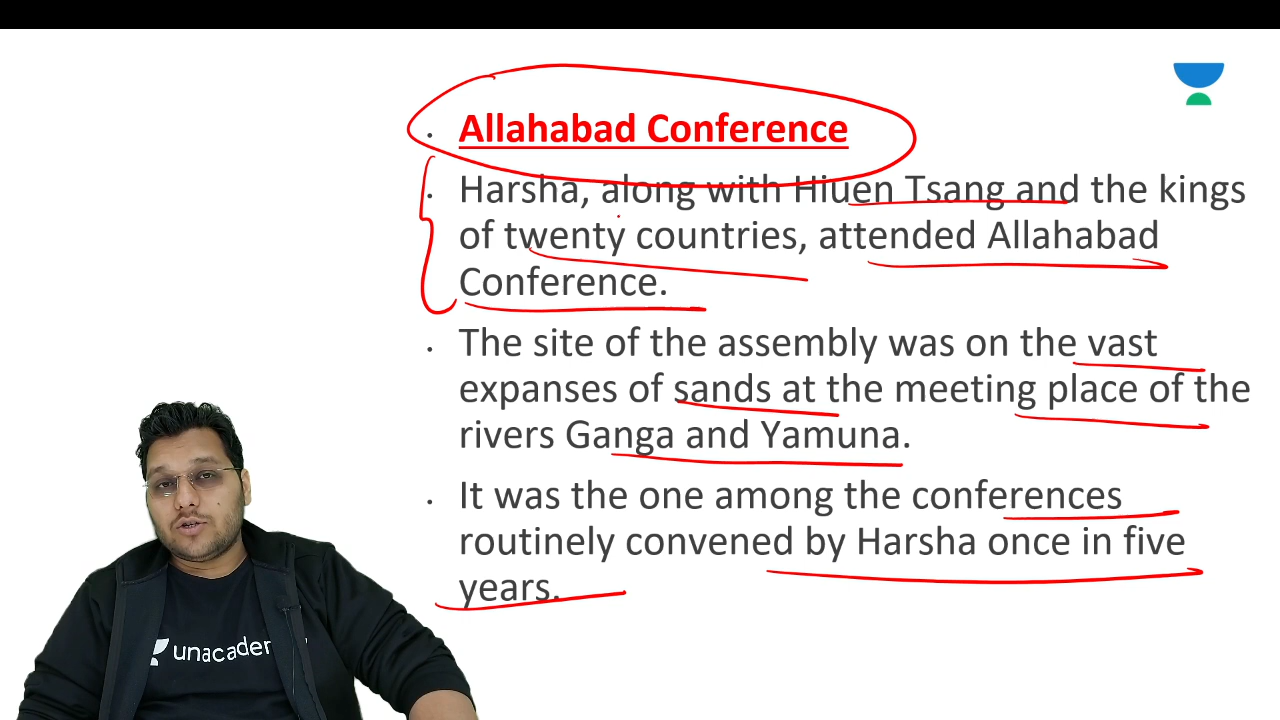 Allahabad Conference
Harsha, along with Hiuen Tsang and the kings
of twenty countries, attended Allahabad
Conference.
The site of the assembly was on the vast
expanses of sands at the meeting place of the
rivers Ganga and Yamuna.
It was the one among the conferences
routinely convened by Harsha once in five
years.
unacader